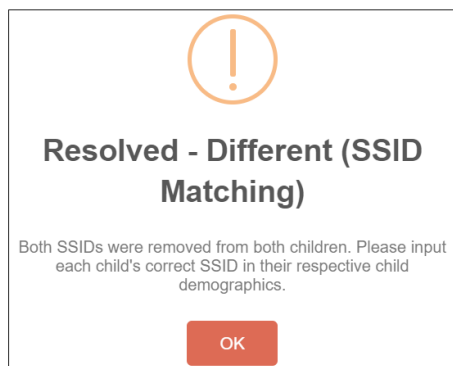 Resolved - Different (SSID
Matching)
Both SSIDs were removed from both children. Please input
each child's correct SSID in their respective child
demographics.
OK